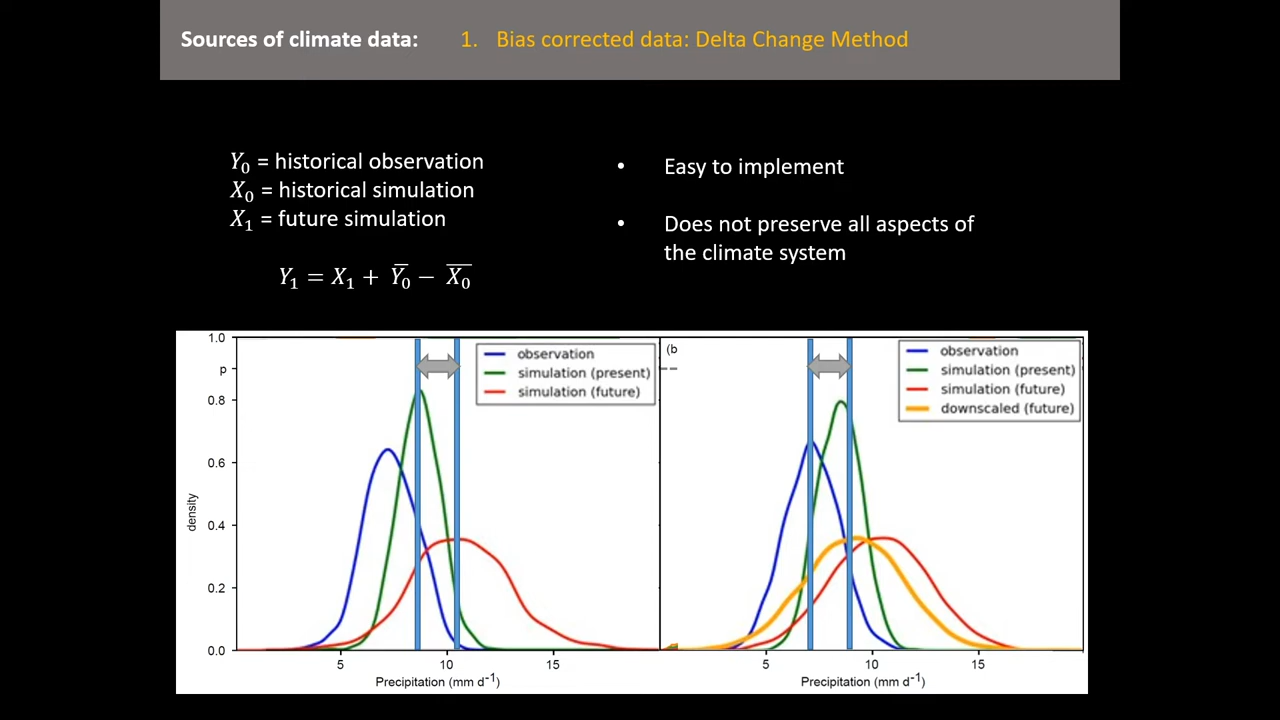 Sources of climate data: 1. Bias corrected data: Delta Change Method
Y₀ = historical observation
X₀ = historical simulation
X₁ = future simulation
Y₁ = X₁ + Y̅₀ − X̅₀
• Easy to implement
• Does not preserve all aspects of
the climate system
1.0
p
0.8
0.6
0.4
0.2
0.0
density
observation
simulation (present)
simulation (future)
5 10 15
Precipitation (mm d⁻¹)
(b
observation
simulation (present)
simulation (future)
downscaled (future)
5 10 15
Precipitation (mm d⁻¹)